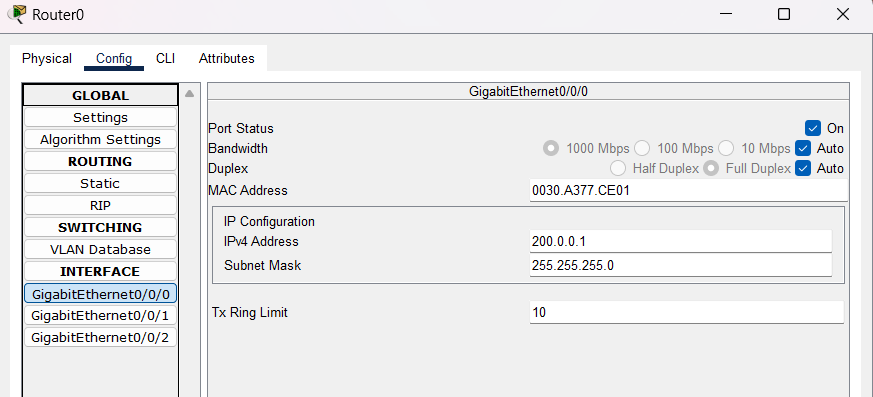 Router0
Physical Config CLI Attributes
GLOBAL
Settings
Algorithm Settings
ROUTING
Static
RIP
SWITCHING
VLAN Database
INTERFACE
GigabitEthernet0/0/0
GigabitEthernet0/0/1
GigabitEthernet0/0/2
GigabitEthernet0/0/0
Port Status On
Bandwidth 1000 Mbps 100 Mbps 10 Mbps Auto
Duplex Half Duplex Full Duplex Auto
MAC Address 0030.A377.CE01
IP Configuration
IPv4 Address 200.0.0.1
Subnet Mask 255.255.255.0
Tx Ring Limit 10